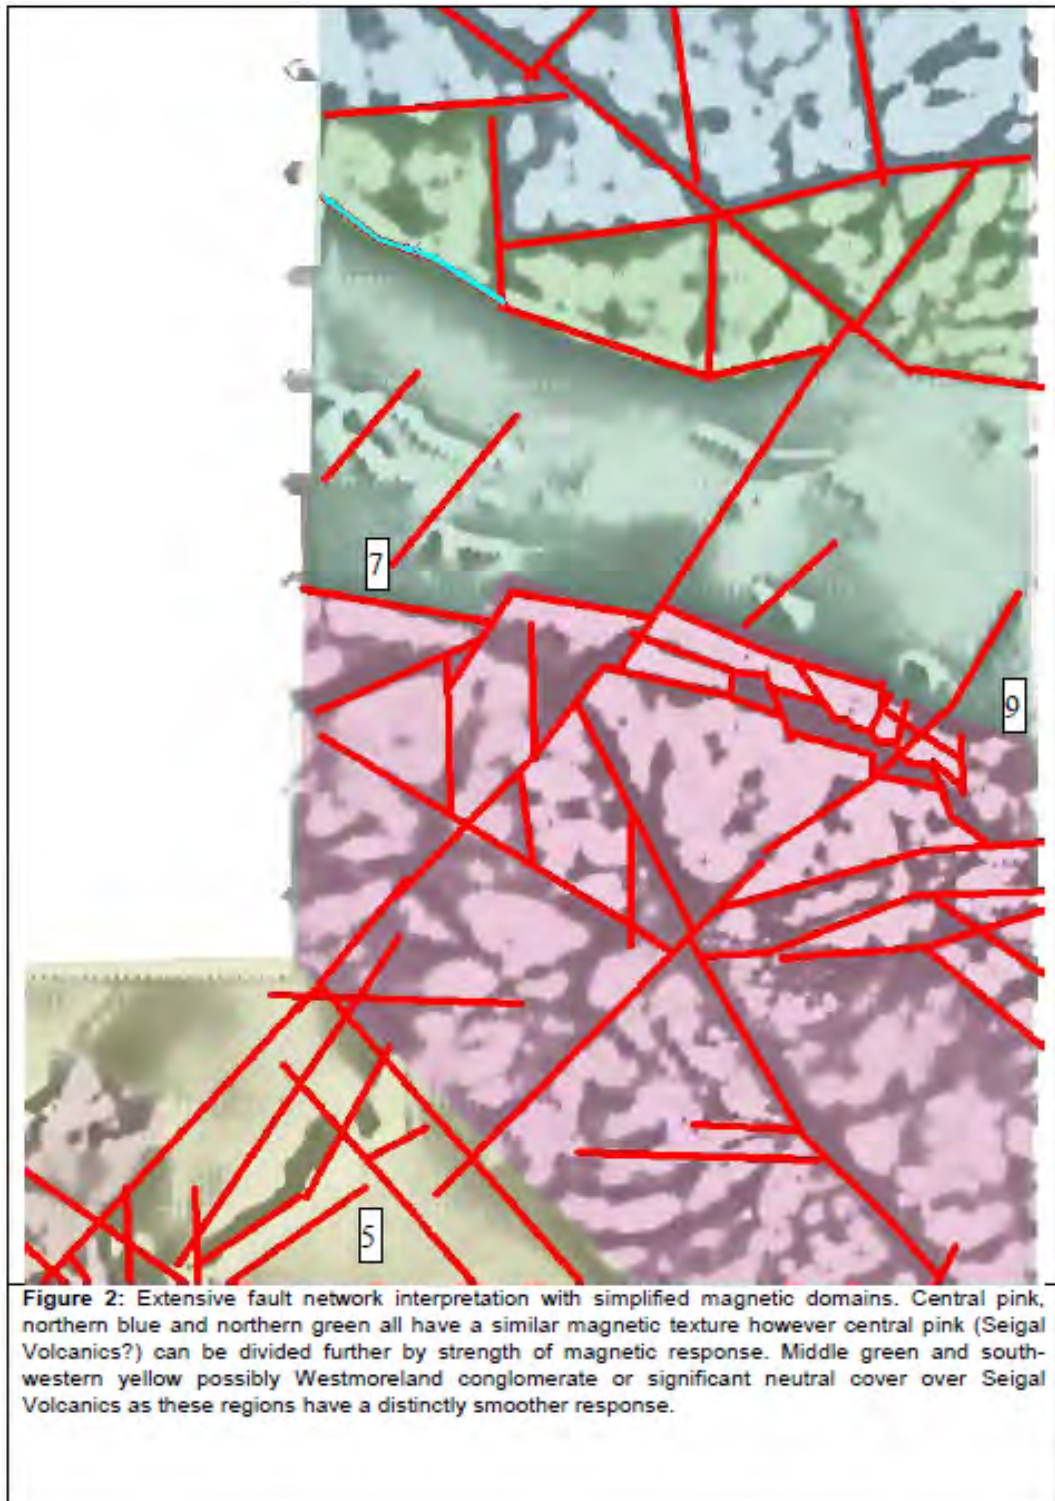 7
9
5
Figure 2: Extensive fault network interpretation with simplified magnetic domains. Central pink,
northern blue and northern green all have a similar magnetic texture however central pink (Seigal
Volcanics?) can be divided further by strength of magnetic response. Middle green and south-
western yellow possibly Westmoreland conglomerate or significant neutral cover over Seigal
Volcanics as these regions have a distinctly smoother response.